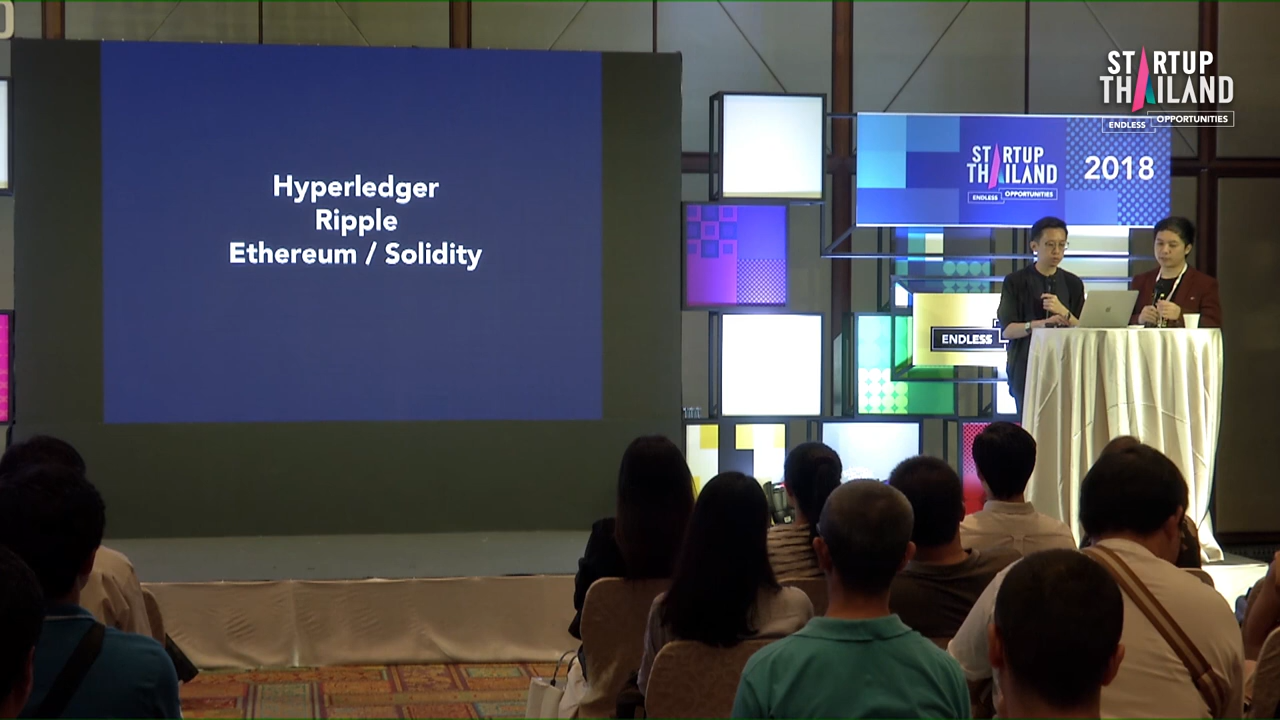 Hyperledger
Ripple
Ethereum / Solidity
STARTUP
THAILAND
ENDLESS OPPORTUNITIES
STARTUP
THAILAND
ENDLESS OPPORTUNITIES
2018
ENDLESS